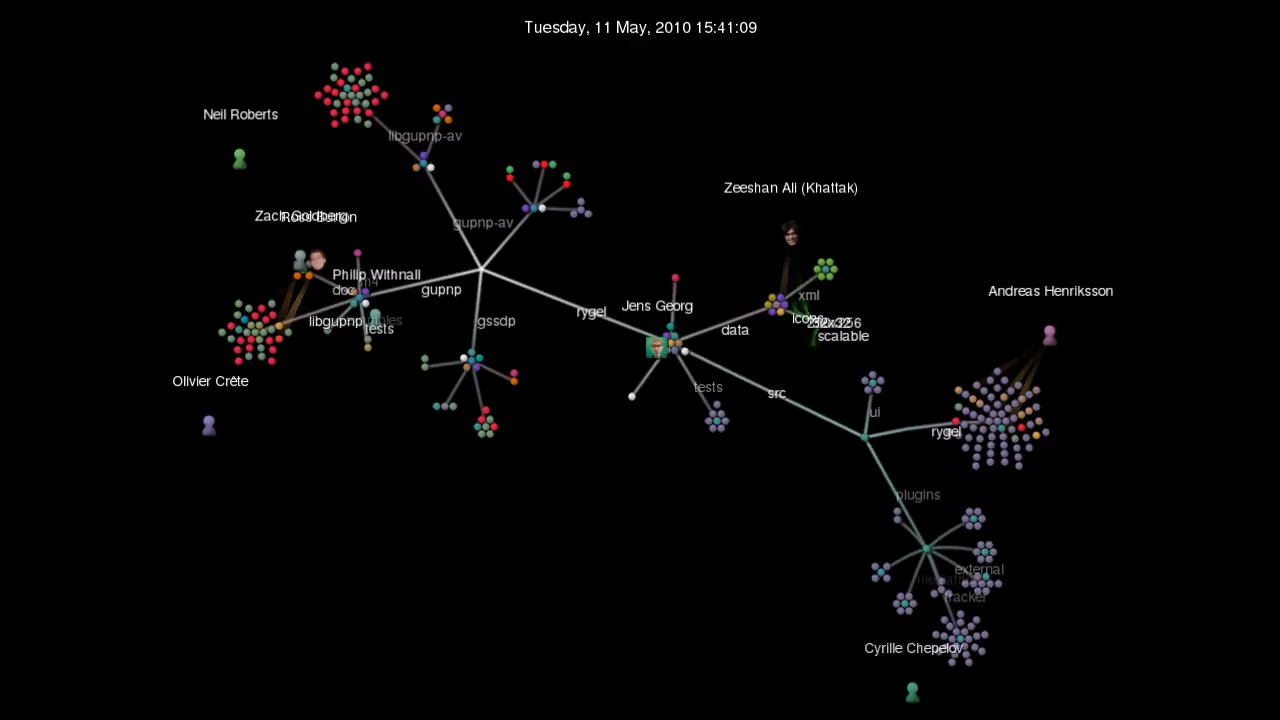 Tuesday, 11 May, 2010 15:41:09
Neil Roberts
libgupnp-av
Zeeshan Ali (Khattak)
gupnp-av
Philip Withnall
m4
doc
gupnp
Andreas Henriksson
xml
Jens Georg
rygel
libgupnp
tests
gssdp
data
icons
scalable
Olivier Crête
tests
src
ui
rygel
plugins
external
tracker
Cyrille Chepelov